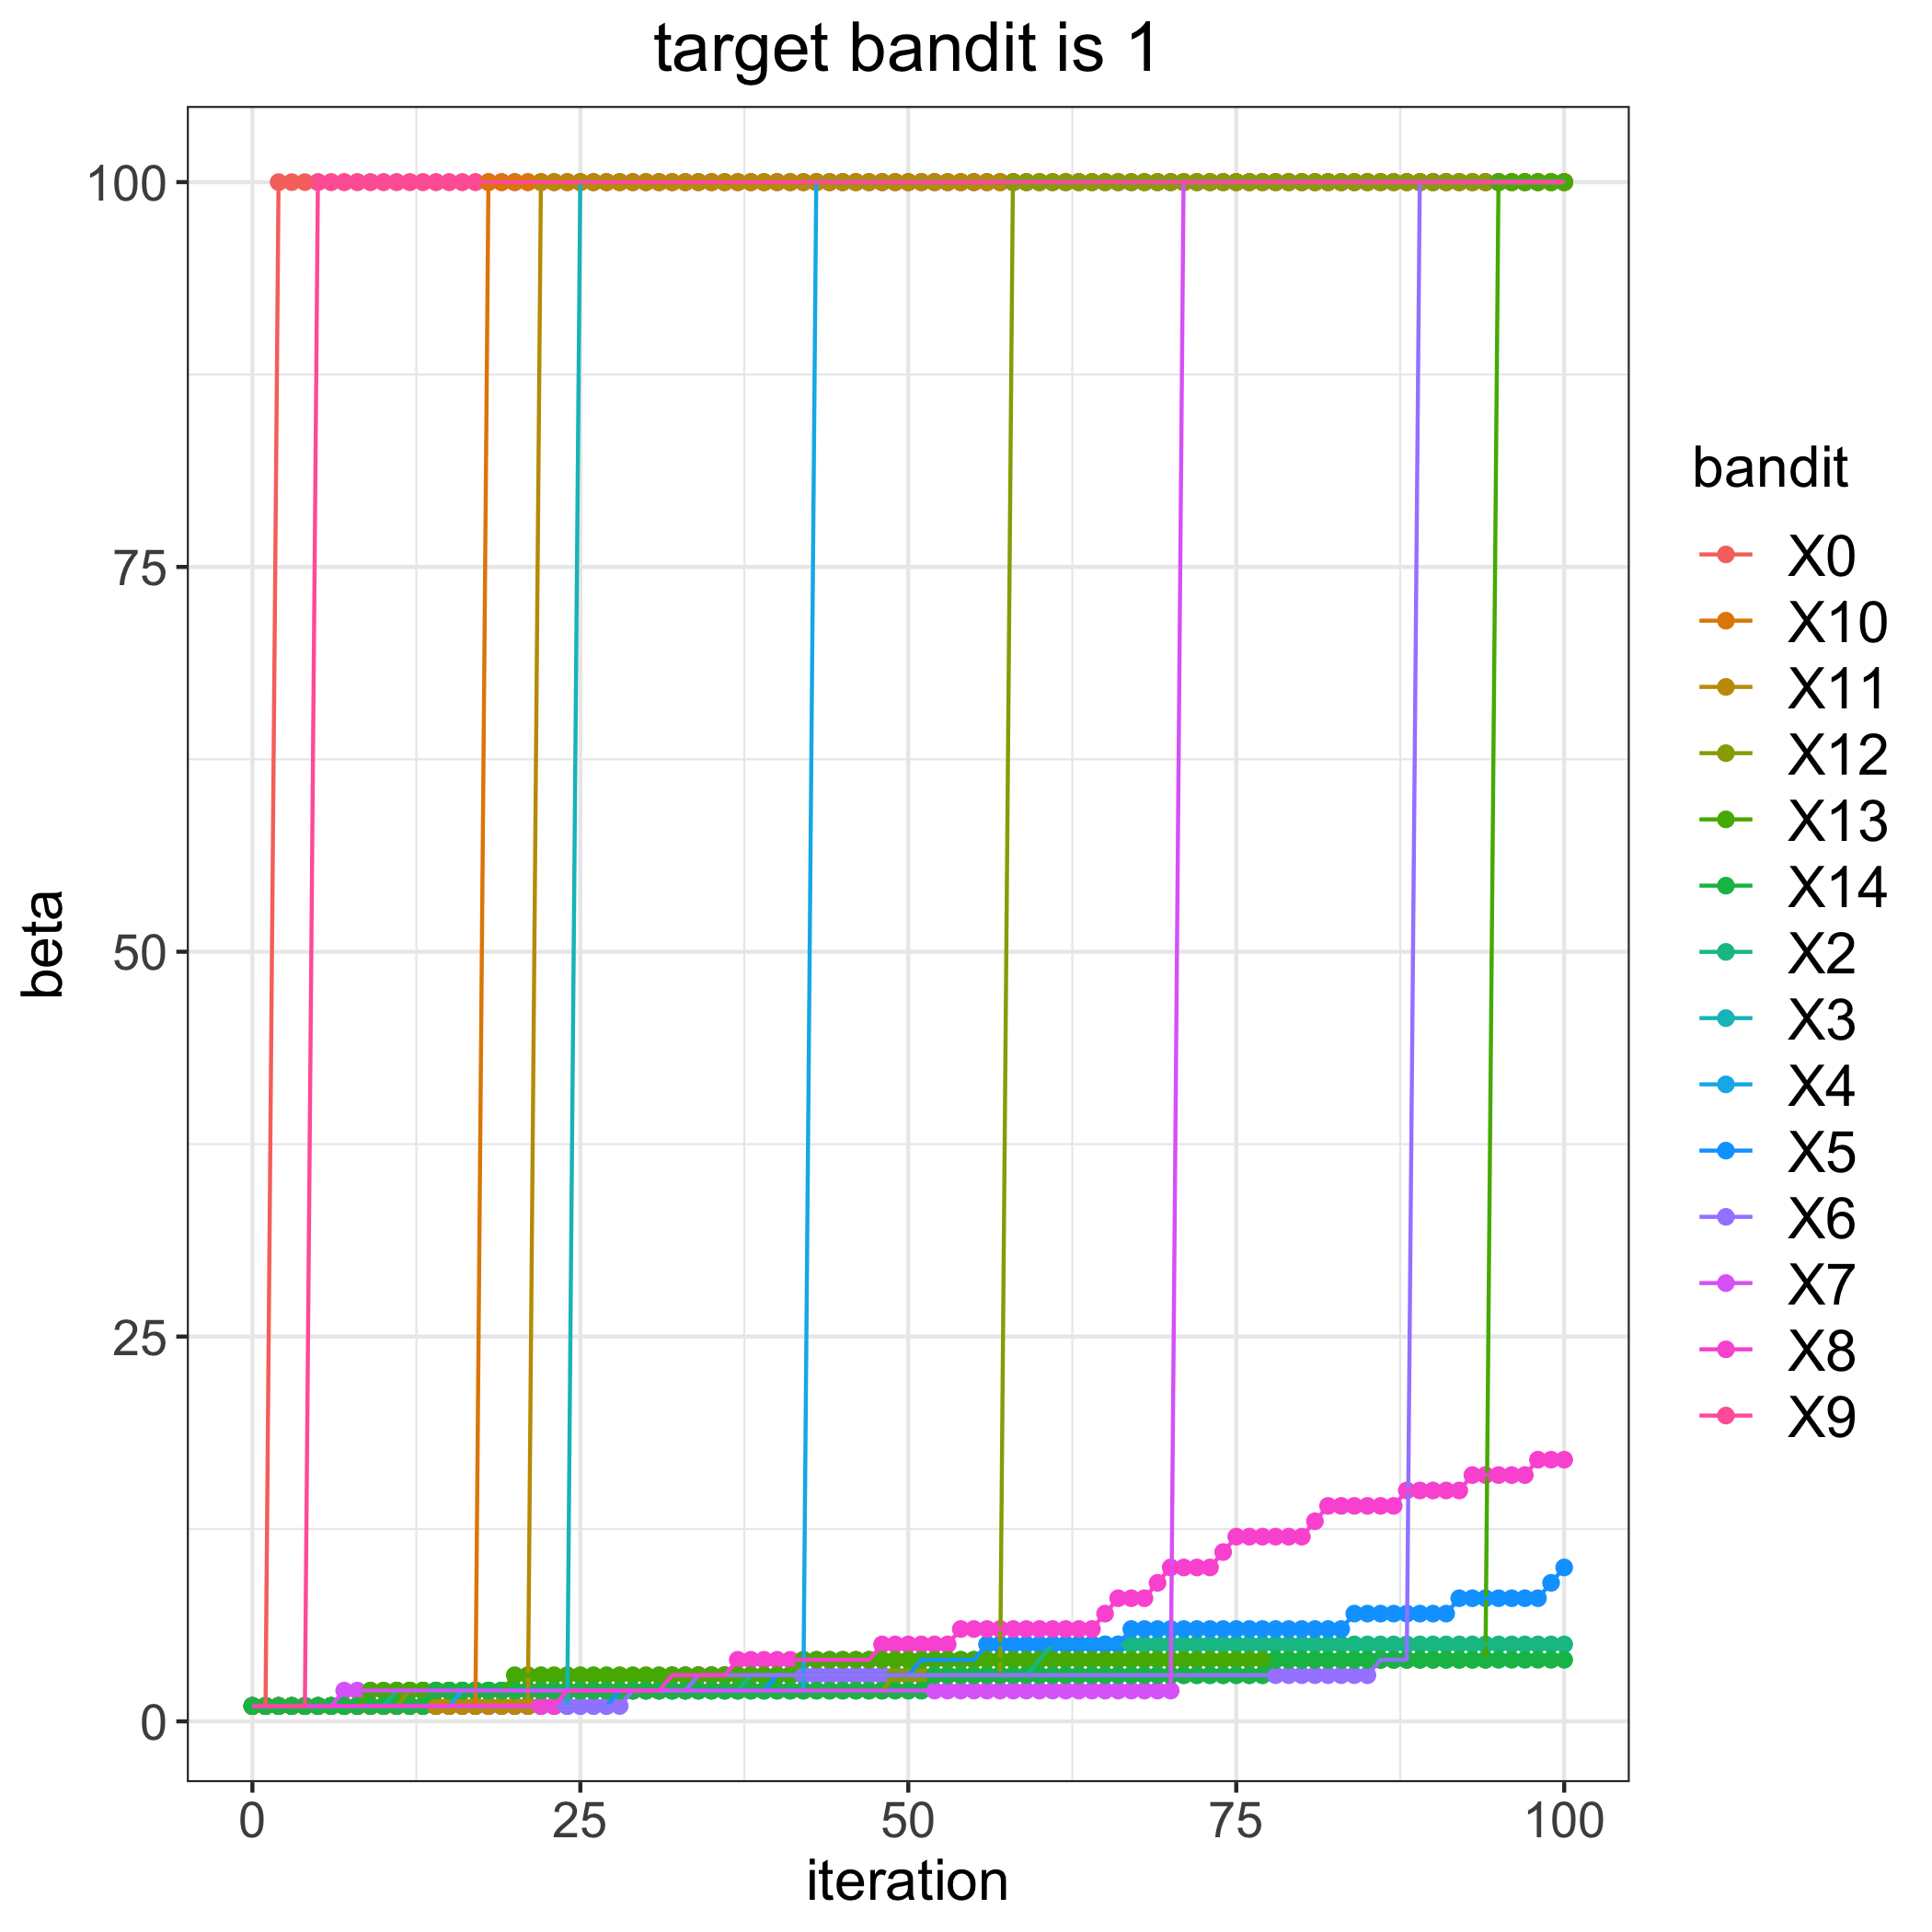 target bandit is 1
100
75
50
25
0
beta
0 25 50 75 100
iteration
bandit
X0
X10
X11
X12
X13
X14
X2
X3
X4
X5
X6
X7
X8
X9